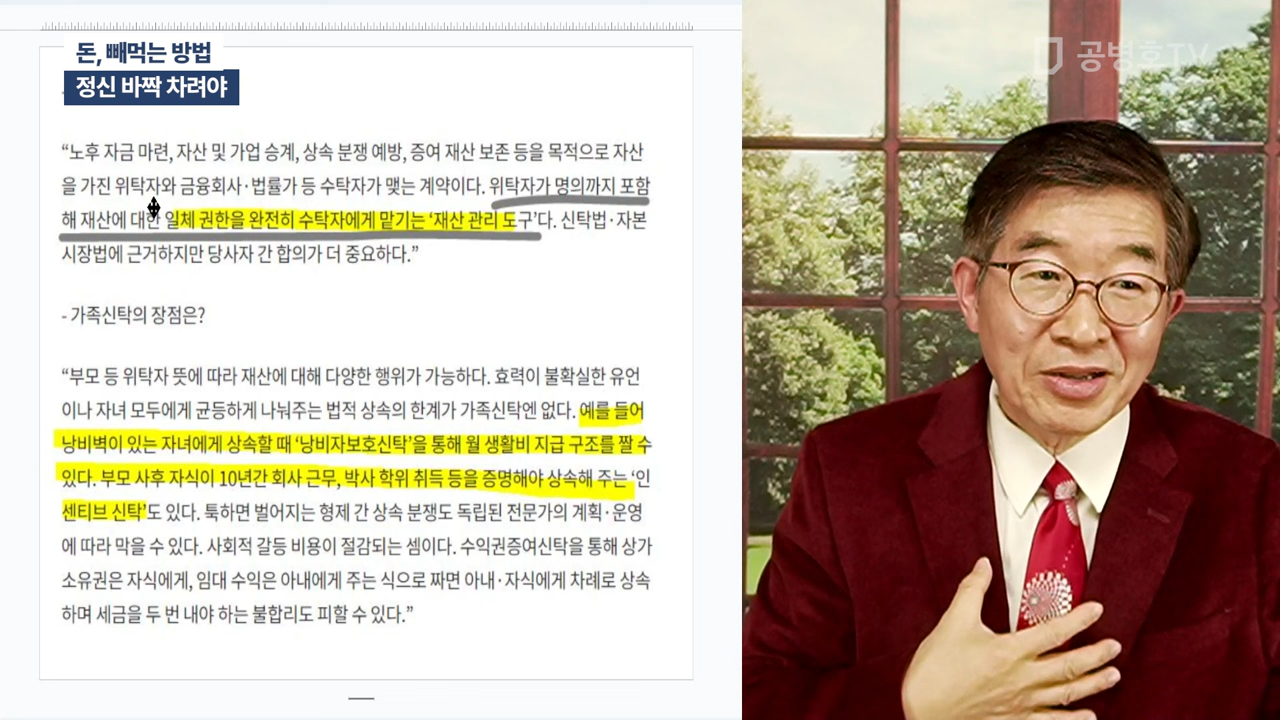 돈, 빼먹는 방법
정신 바짝 차려야
공병호TV
“노후 자금 마련, 자산 및 가업 승계, 상속 분쟁 예방, 증여 재산 보존 등을 목적으로 자산
을 가진 위탁자와 금융회사·법률가 등 수탁자가 맺는 계약이다. 위탁자가 명의까지 포함
해 재산에 대한 일체 권한을 완전히 수탁자에게 맡기는 ‘재산 관리 도구’다. 신탁법·자본
시장법에 근거하지만 당사자 간 합의가 더 중요하다.”
- 가족신탁의 장점은?
“부모 등 위탁자 뜻에 따라 재산에 대해 다양한 행위가 가능하다. 효력이 불확실한 유언
이나 자녀 모두에게 균등하게 나눠주는 법적 상속의 한계가 가족신탁엔 없다. 예를 들어
낭비벽이 있는 자녀에게 상속할 때 ‘낭비자보호신탁’을 통해 월 생활비 지급 구조를 짤 수
있다. 부모 사후 자식이 10년간 회사 근무, 박사 학위 취득 등을 증명해야 상속해 주는 ‘인
센티브 신탁’도 있다. 툭하면 벌어지는 형제 간 상속 분쟁도 독립된 전문가의 계획·운영
에 따라 막을 수 있다. 사회적 갈등 비용이 절감되는 셈이다. 수익권증여신탁을 통해 상가
소유권은 자식에게, 임대 수익은 아내에게 주는 식으로 짜면 아내·자식에게 차례로 상속
하며 세금을 두 번 내야 하는 불합리도 피할 수 있다.”